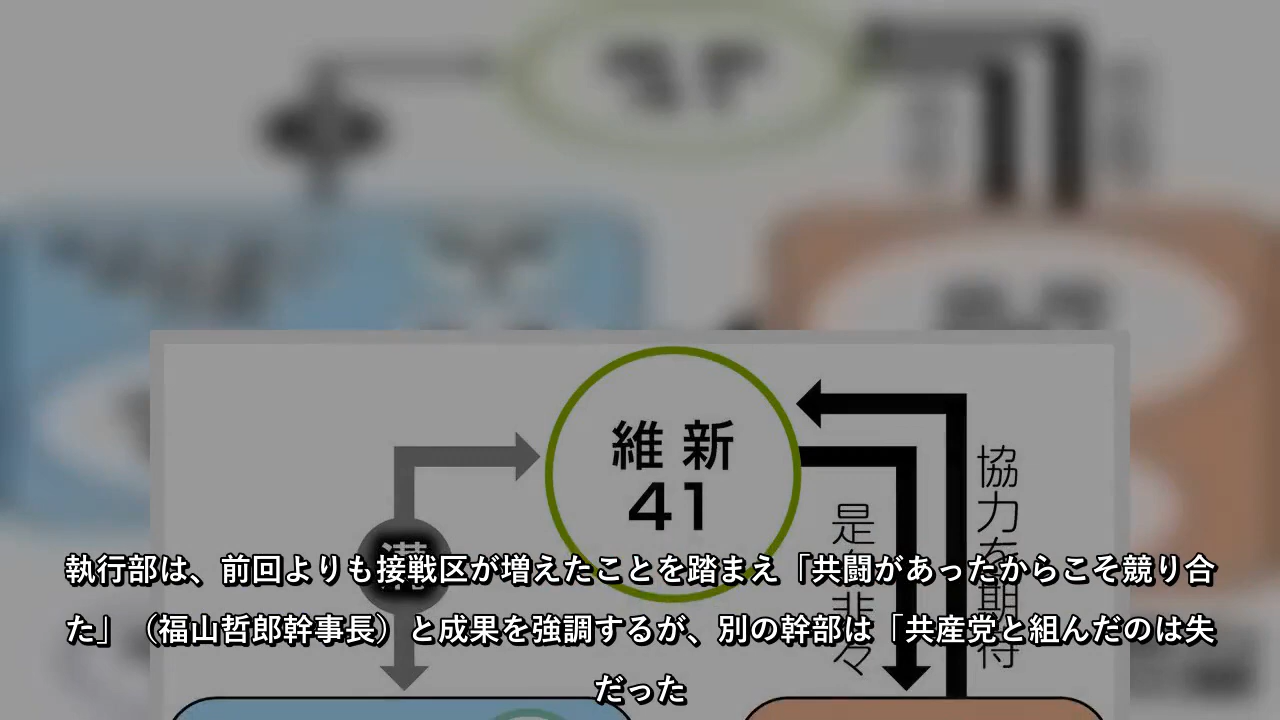 維新
41
協力を期待
是々非々
溝
執行部は、前回よりも接戦区が増えたことを踏まえ「共闘があったからこそ競り合
た」（福山哲郎幹事長）と成果を強調するが、別の幹部は「共産党と組んだのは失
だった